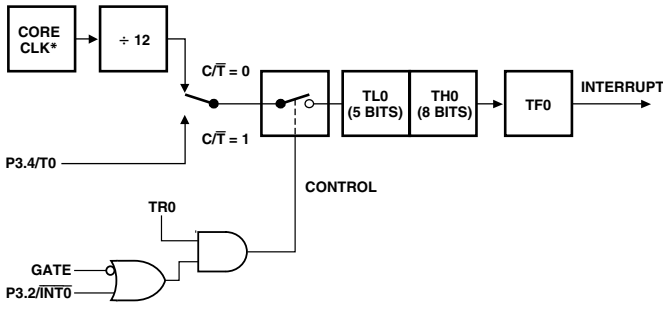 CORE
CLK*
÷ 12
C/T̅ = 0
TL0
(5 BITS)
TH0
(8 BITS)
TF0
INTERRUPT
C/T̅ = 1
P3.4/T0
CONTROL
TR0
GATE
P3.2/I̅N̅T̅0̅